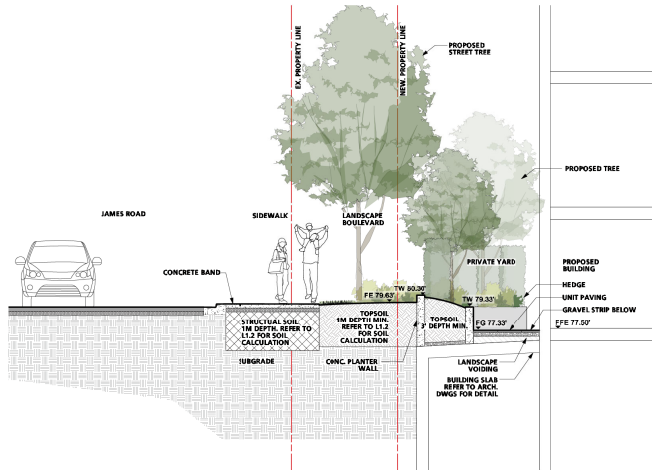 EX. PROPERTY LINE
NEW. PROPERTY LINE
PROPOSED
STREET TREE
PROPOSED TREE
JAMES ROAD
SIDEWALK
LANDSCAPE
BOULEVARD
PRIVATE YARD
PROPOSED
BUILDING
CONCRETE BAND
HEDGE
UNIT PAVING
GRAVEL STRIP BELOW
FE 79.63'
TW 80.30'
TW 79.33'
FG 77.33'
FFE 77.50'
STRUCTUAL SOIL
1M DEPTH. REFER TO
L1.2 FOR SOIL
CALCULATION
TOPSOIL
1M DEPTH MIN.
REFER TO L1.2
FOR SOIL
CALCULATION
TOPSOIL
3' DEPTH MIN.
SUBGRADE
CONC. PLANTER
WALL
LANDSCAPE
VOIDING
BUILDING SLAB
REFER TO ARCH.
DWGS FOR DETAIL